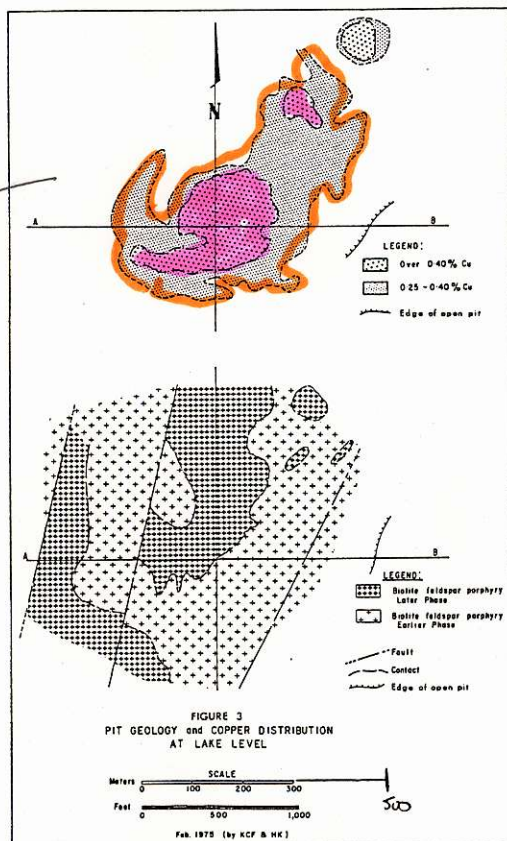 N
A
B
LEGEND:
Over 0·40% Cu
0·25 - 0·40% Cu
Edge of open pit
A
B
LEGEND:
Biolite feldspar porphyry
Later Phase
Biolite feldspar porphyry
Earlier Phase
Fault
Contact
Edge of open pit
FIGURE 3
PIT GEOLOGY and COPPER DISTRIBUTION
AT LAKE LEVEL
SCALE
Meters
0 100 200 300
500
Feet
0 500 1,000
Feb. 1975 (by KCF & HK)